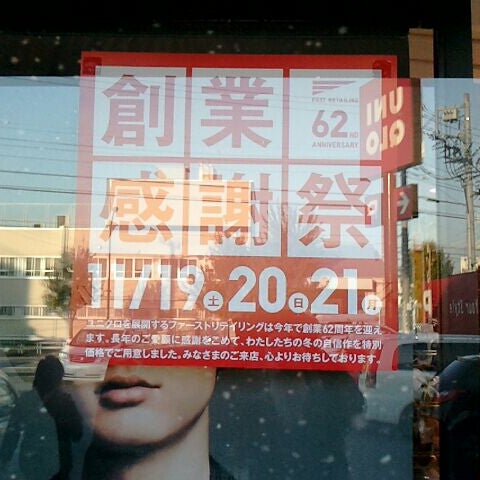 創業
FAST RETAILING
62ND
ANNIVERSARY
感謝祭
11/19土20日21月
ユニクロを展開するファーストリテイリングは今年で創業62周年を迎え
ます。長年のご愛顧に感謝をこめて、わたしたちの冬の自信作を特別
価格でご用意しました。みなさまのご来店、心よりお待ちしております。
UNI
QLO
Your Style